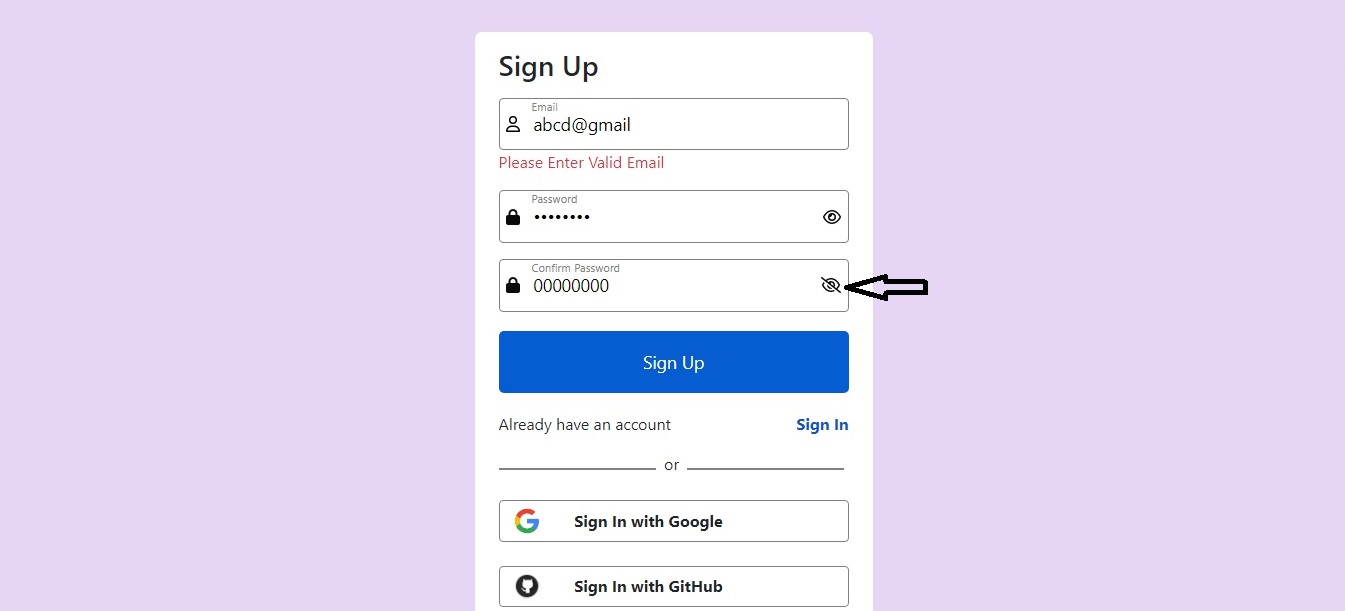 Sign Up
Email
abcd@gmail
Please Enter Valid Email
Password
••••••••
Confirm Password
00000000
Sign Up
Already have an account Sign In
or
Sign In with Google
Sign In with GitHub